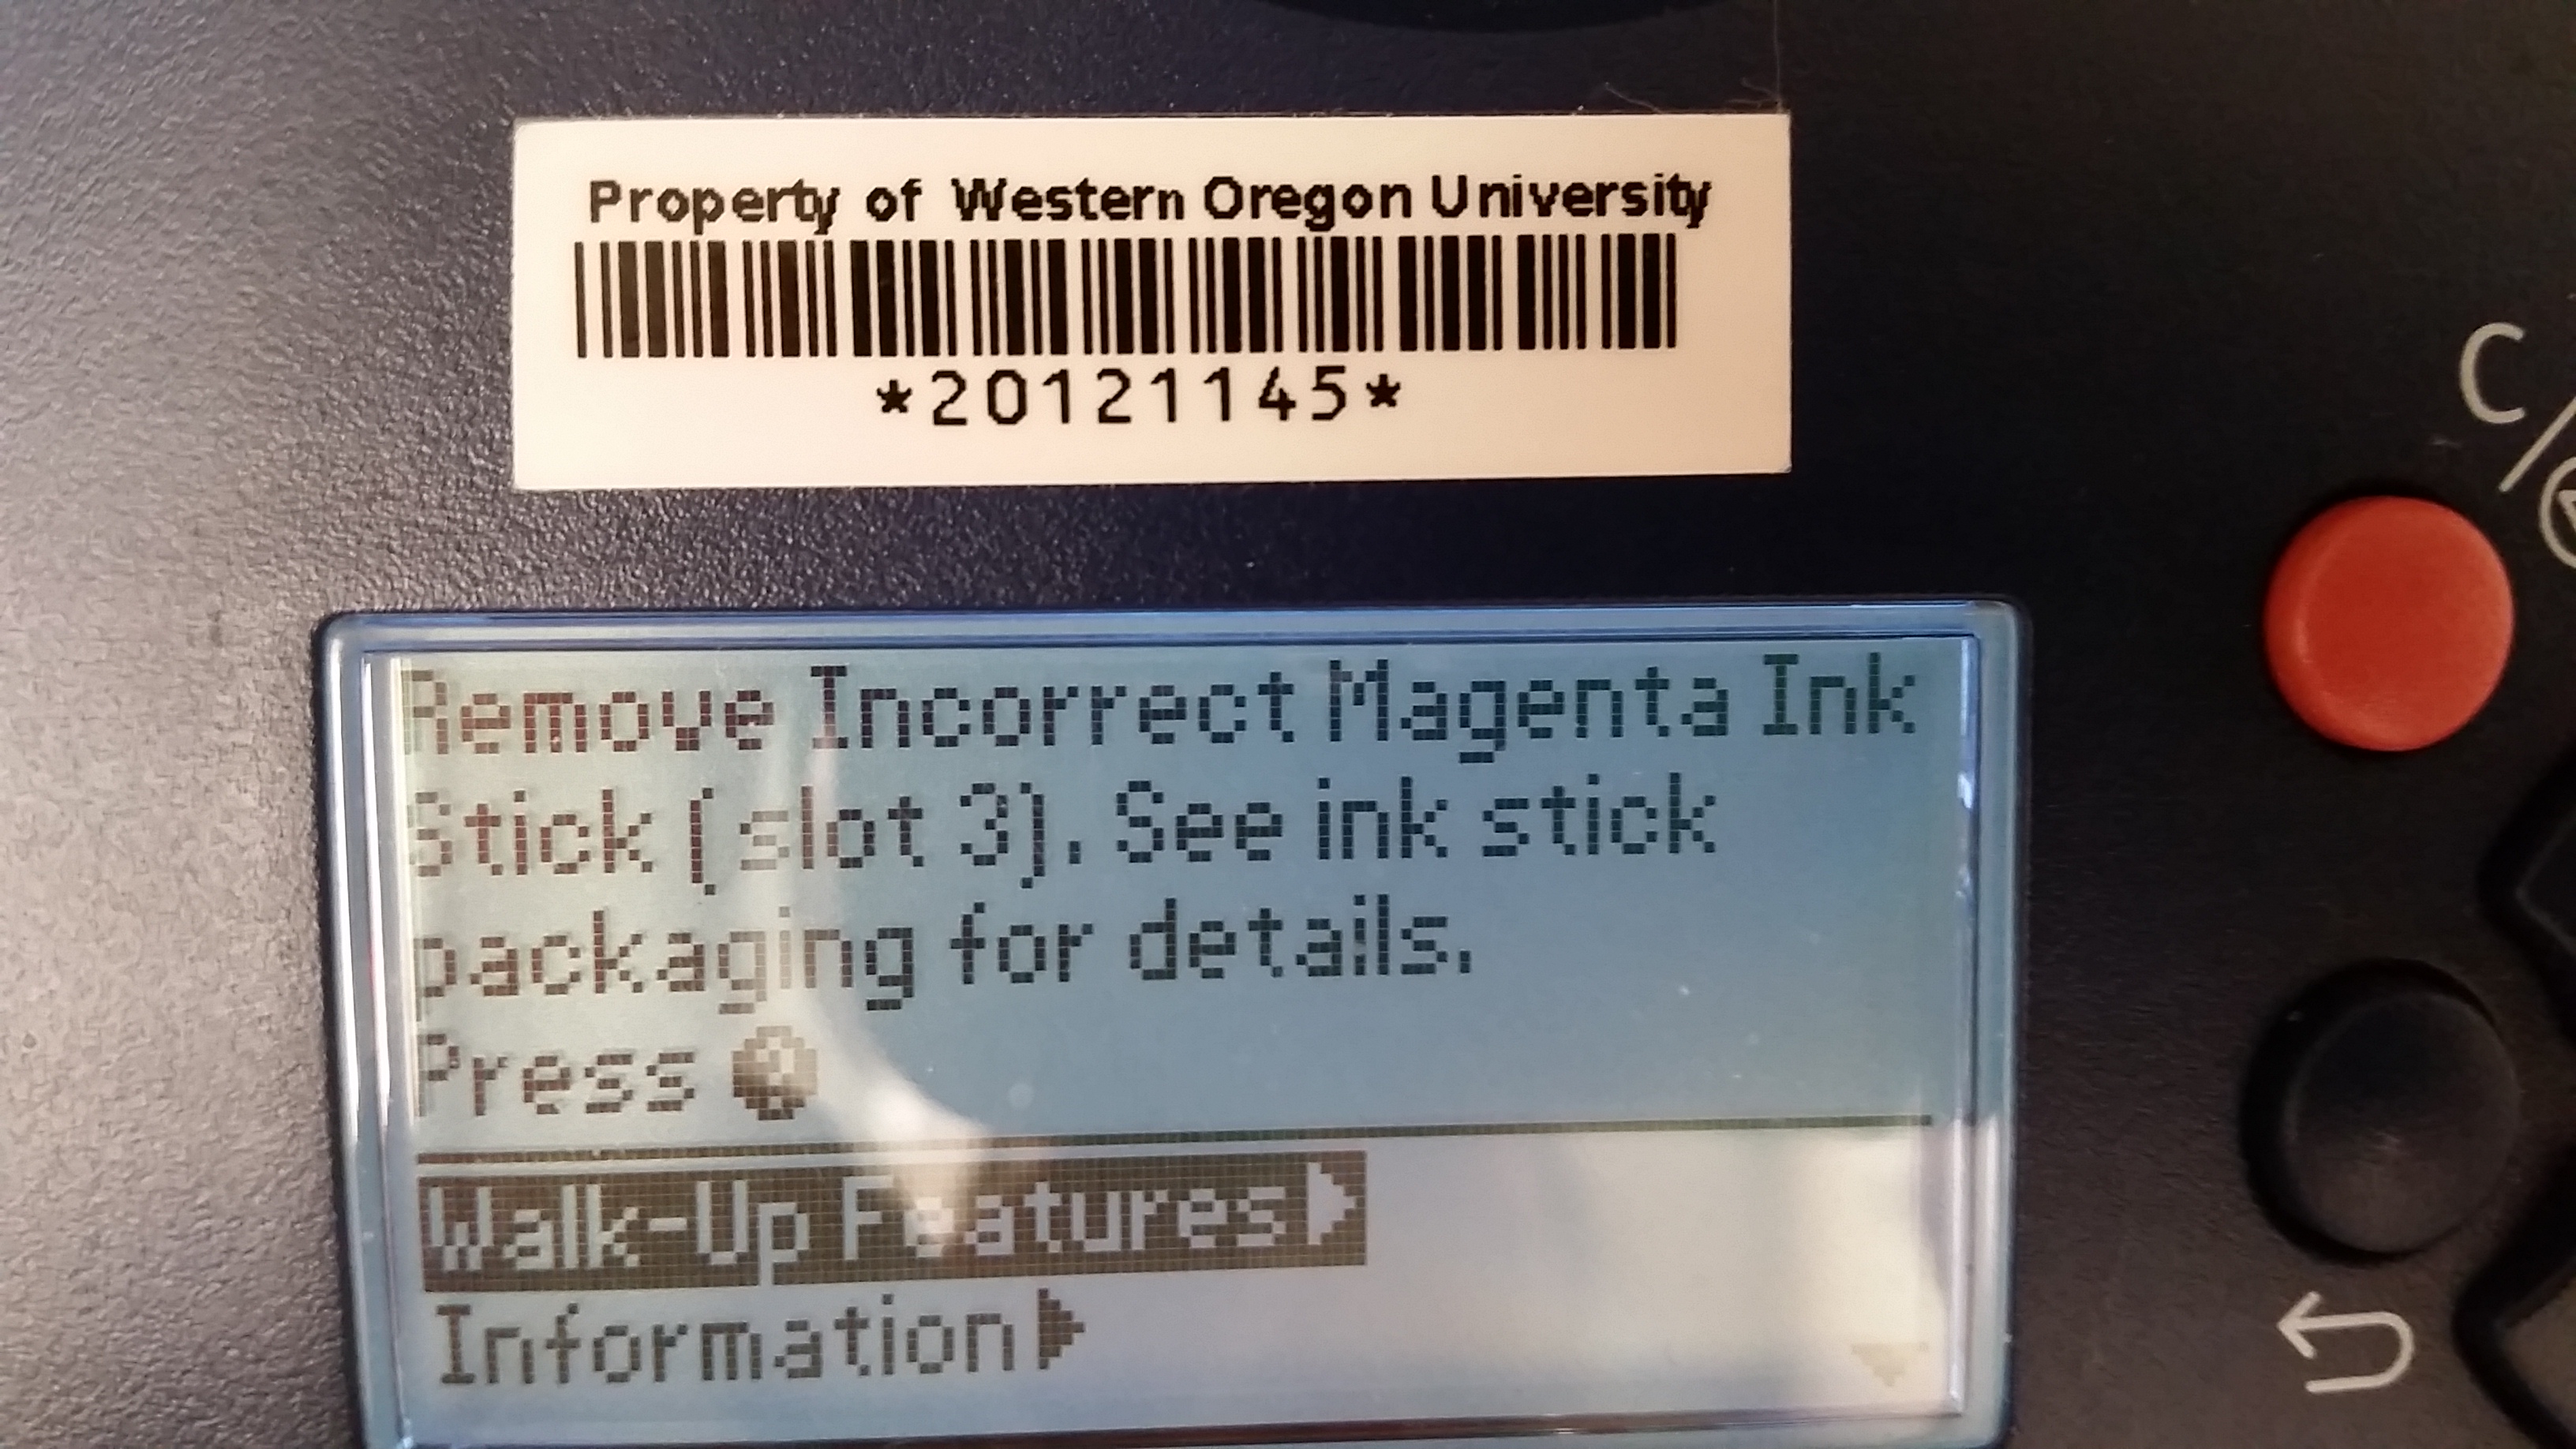 Property of Western Oregon University
*20121145*
C/
Remove Incorrect Magenta Ink
Stick (slot 3). See ink stick
packaging for details.
Press ?
Walk-Up Features
Information